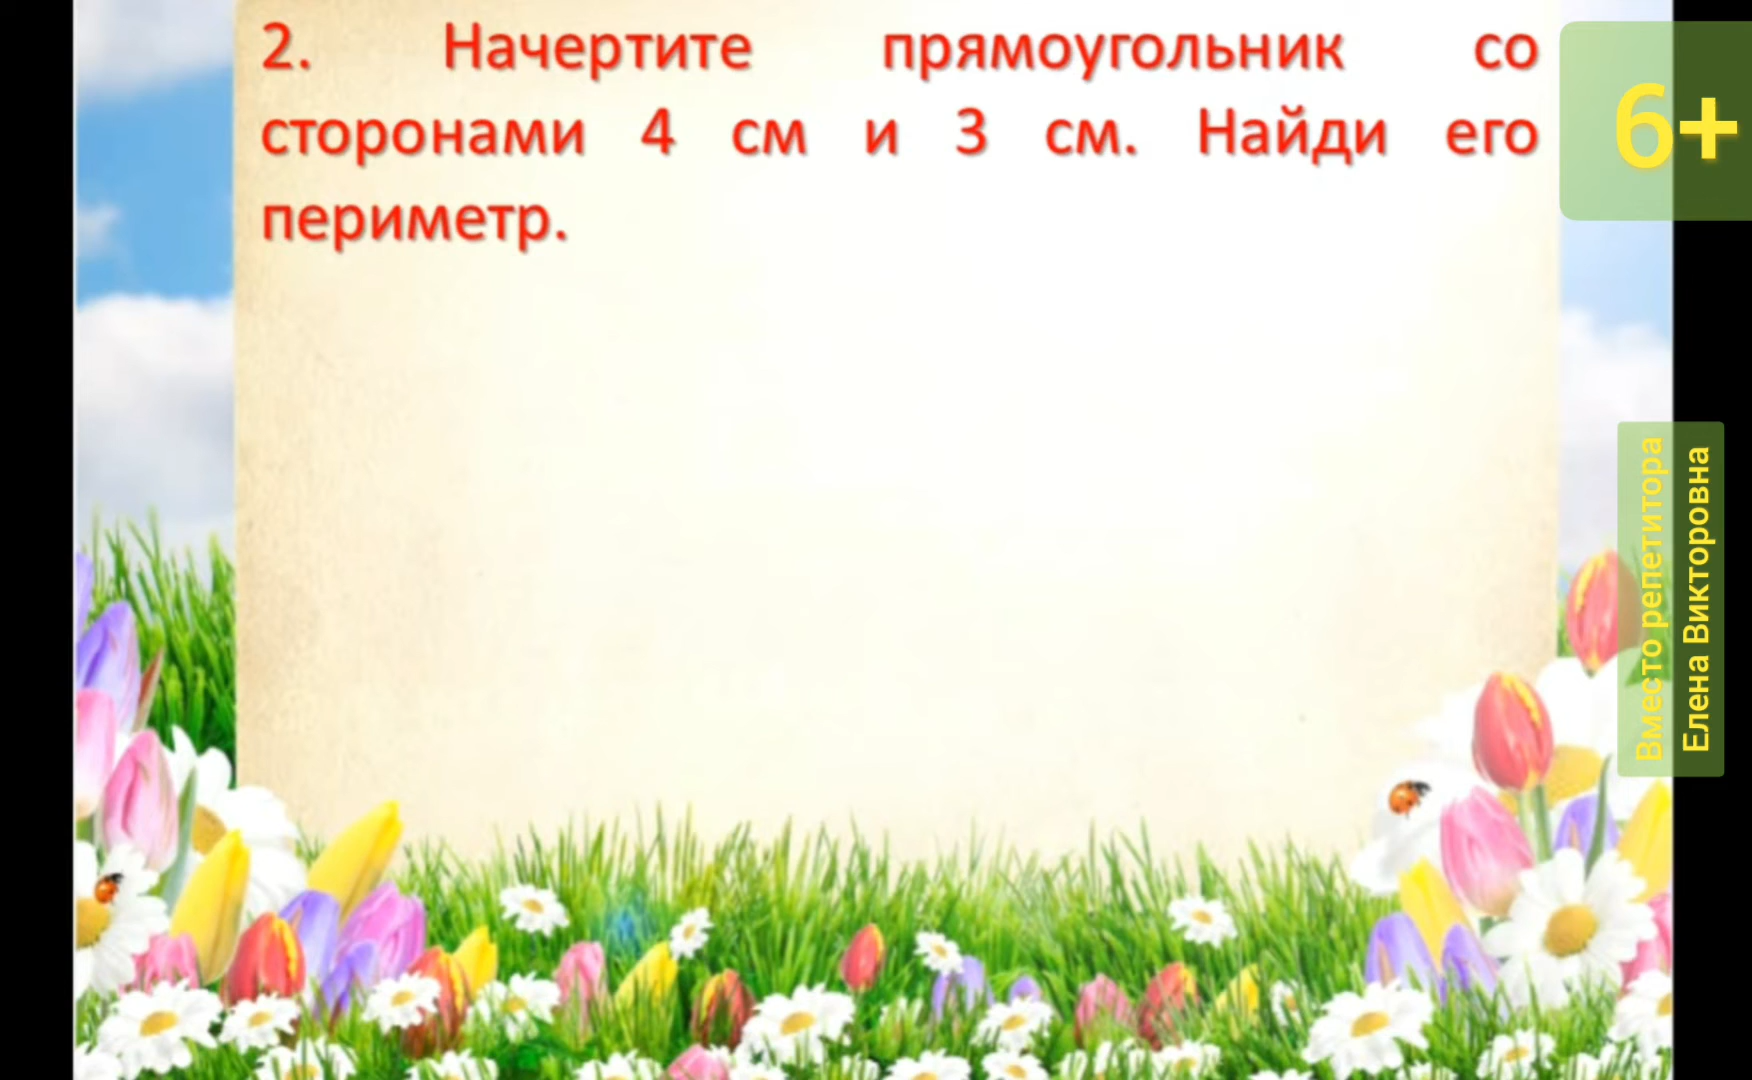 2. Начертите прямоугольник со
сторонами 4 см и 3 см. Найди его
периметр.
6+
Вместо репетитора
Елена Викторовна